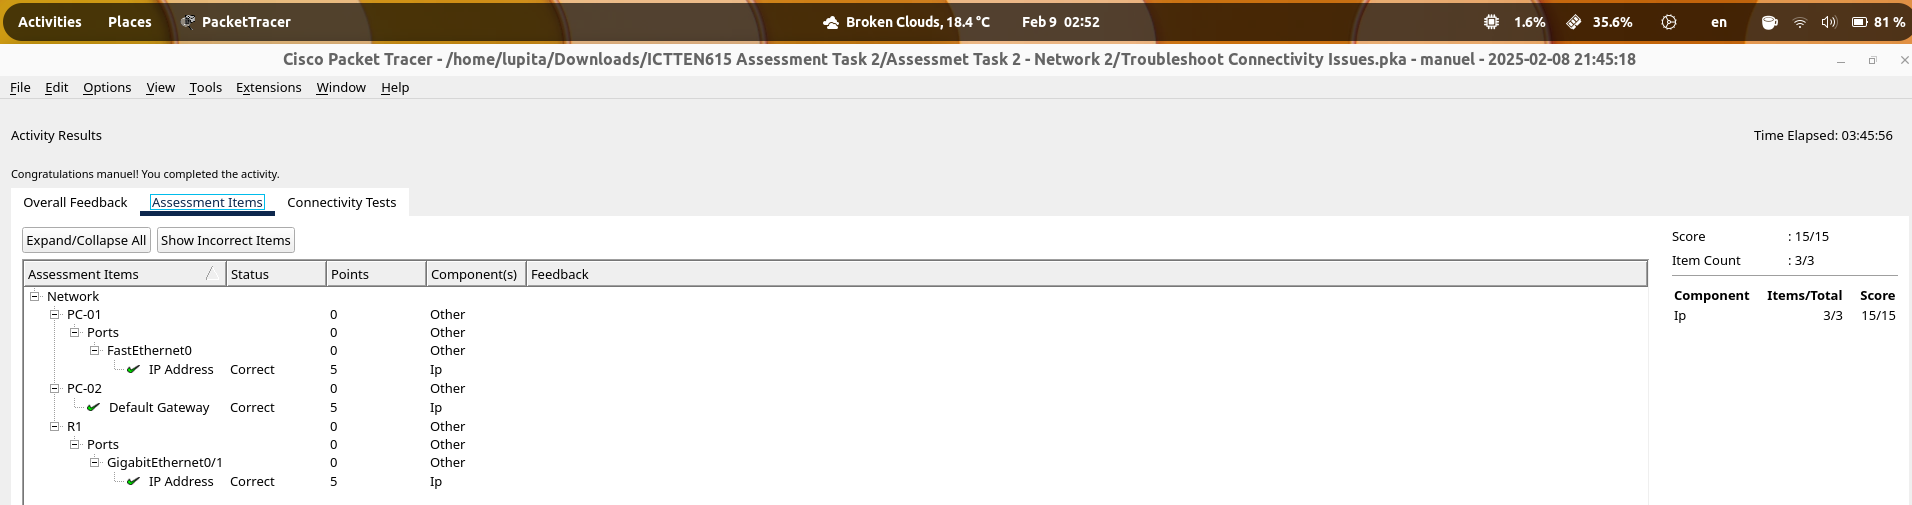 Activities Places PacketTracer Broken Clouds, 18.4 °C Feb 9 02:52 1.6% 35.6% en 81 %
Cisco Packet Tracer - /home/lupita/Downloads/ICTTEN615 Assessment Task 2/Assessmet Task 2 - Network 2/Troubleshoot Connectivity Issues.pka - manuel - 2025-02-08 21:45:18
File Edit Options View Tools Extensions Window Help
Activity Results Time Elapsed: 03:45:56
Congratulations manuel! You completed the activity.
Overall Feedback Assessment Items Connectivity Tests
Expand/Collapse All Show Incorrect Items
Score : 15/15
Item Count : 3/3
Component Items/Total Score
Ip 3/3 15/15
Assessment Items Status Points Component(s) Feedback
Network
PC-01 0 Other
Ports 0 Other
FastEthernet0 0 Other
IP Address Correct 5 Ip
PC-02 0 Other
Default Gateway Correct 5 Ip
R1 0 Other
Ports 0 Other
GigabitEthernet0/1 0 Other
IP Address Correct 5 Ip